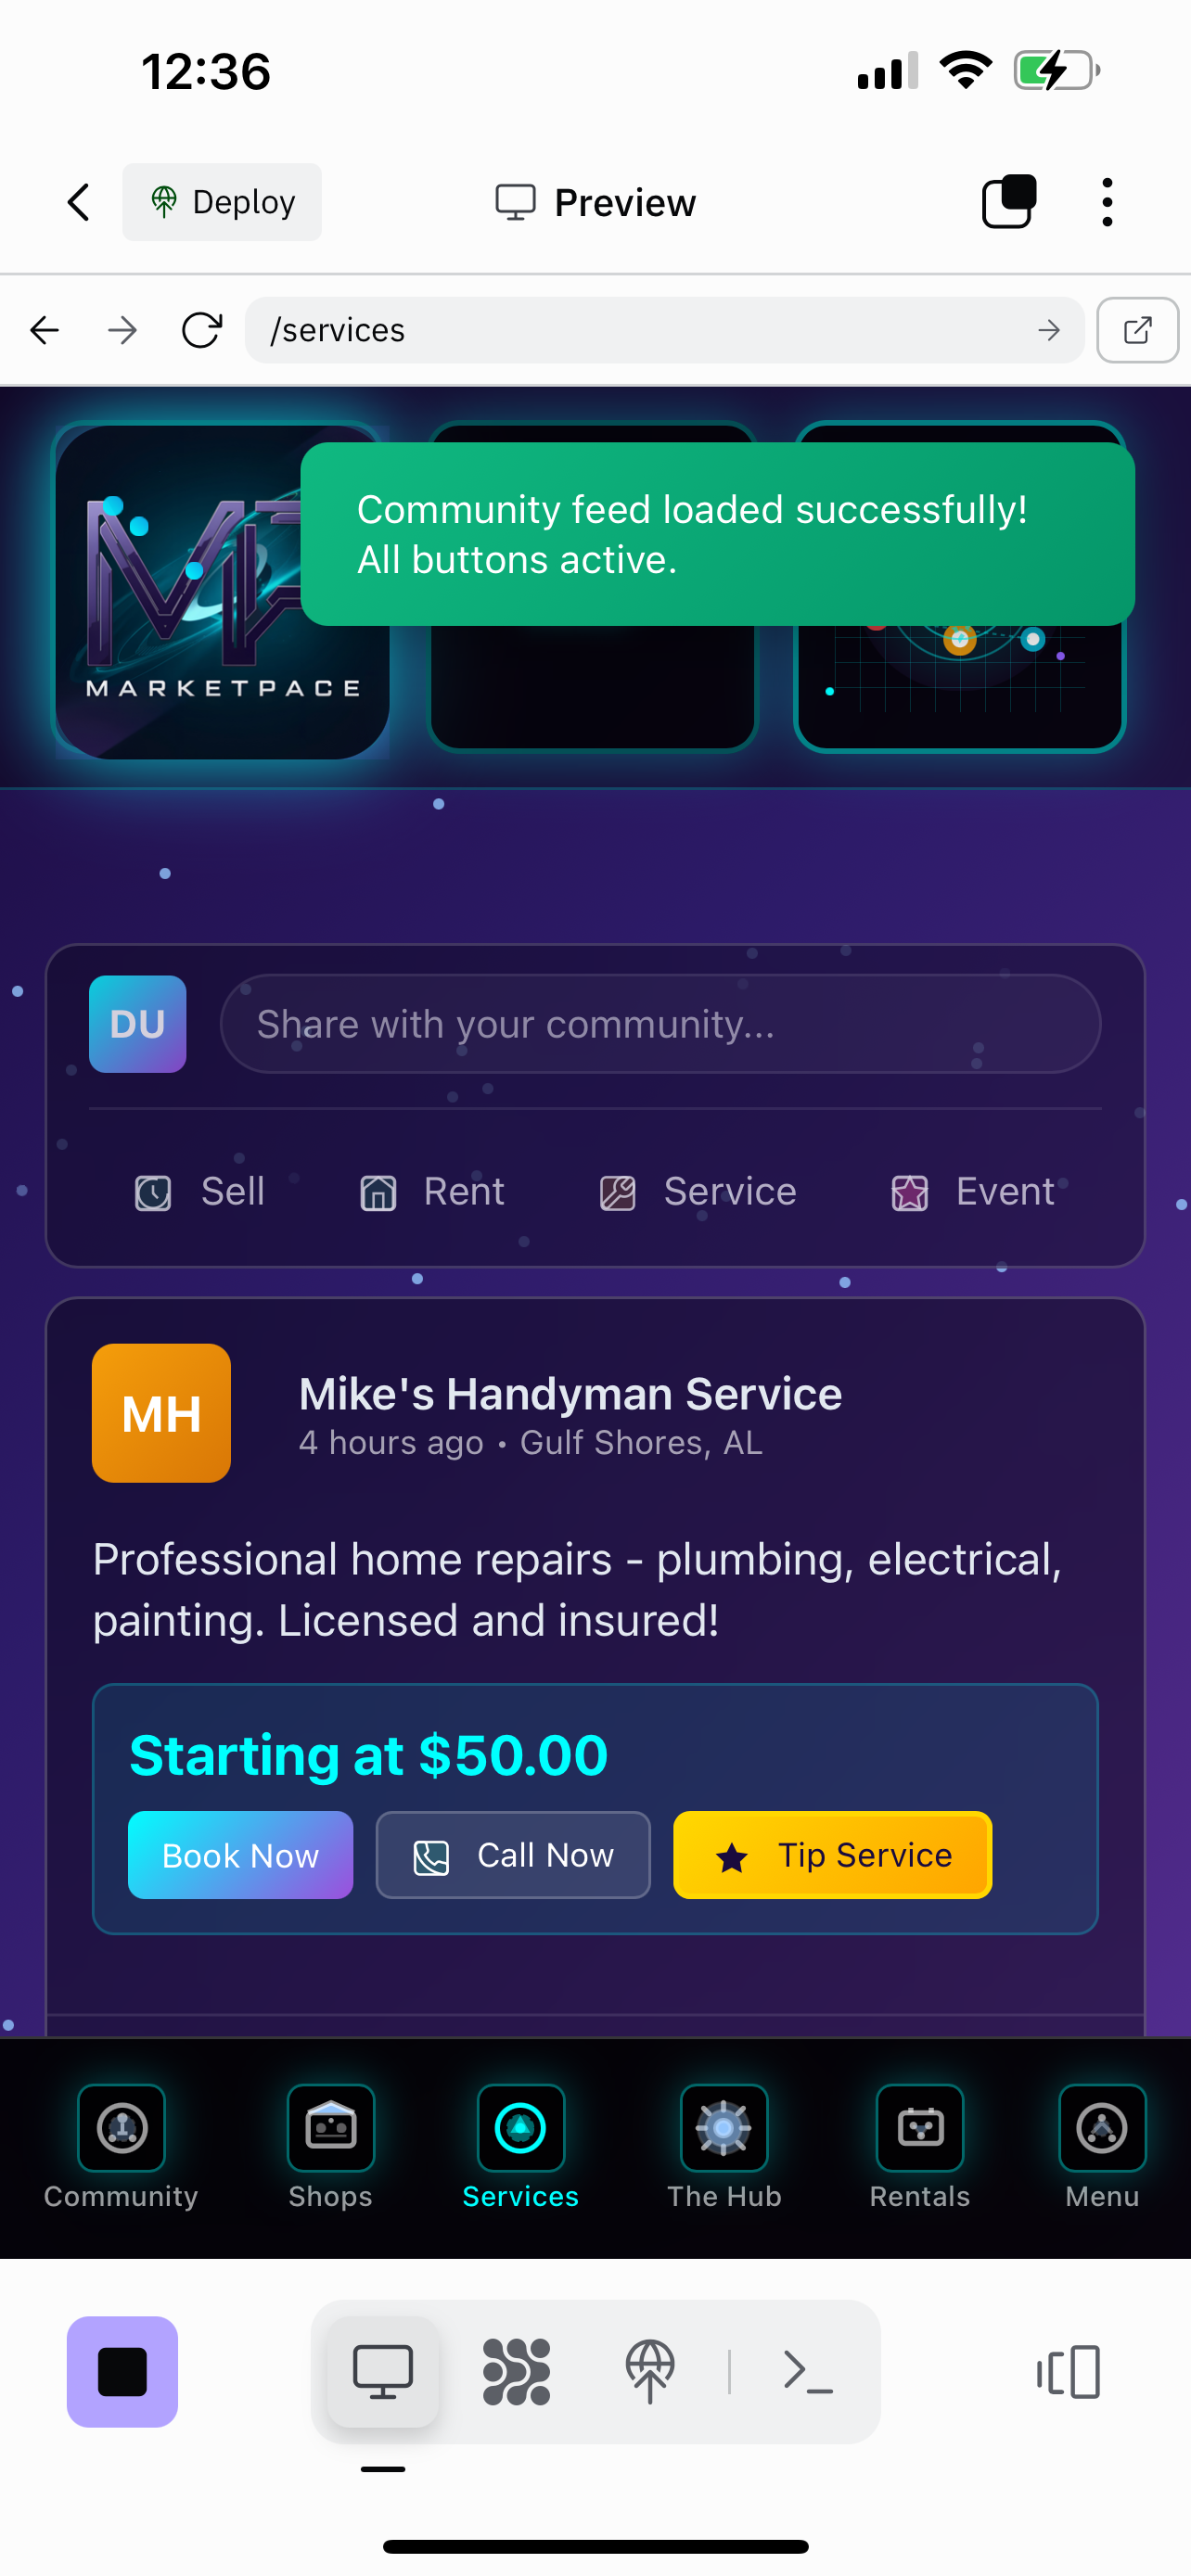 12:36
Deploy
Preview
/services
Community feed loaded successfully!
All buttons active.
MARKETPACE
DU
Share with your community...
Sell
Rent
Service
Event
MH
Mike's Handyman Service
4 hours ago • Gulf Shores, AL
Professional home repairs - plumbing, electrical,
painting. Licensed and insured!
Starting at $50.00
Book Now
Call Now
Tip Service
Community
Shops
Services
The Hub
Rentals
Menu